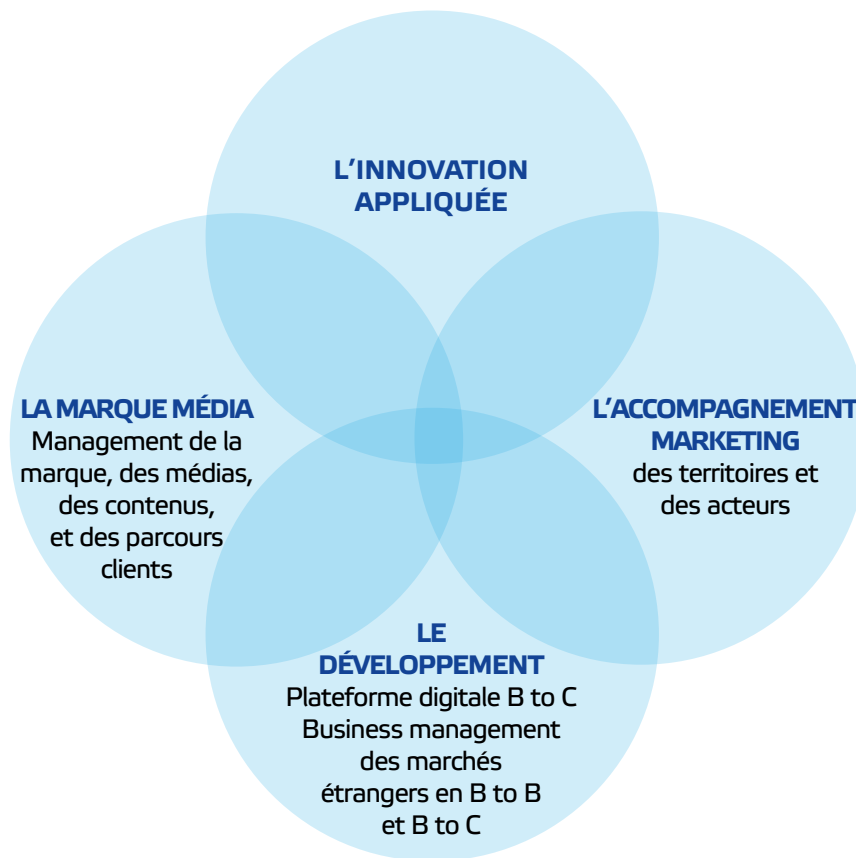 L’INNOVATION
APPLIQUÉE
LA MARQUE MÉDIA
Management de la
marque, des médias,
des contenus,
et des parcours
clients
L’ACCOMPAGNEMENT
MARKETING
des territoires et
des acteurs
LE
DÉVELOPPEMENT
Plateforme digitale B to C
Business management
des marchés
étrangers en B to B
et B to C